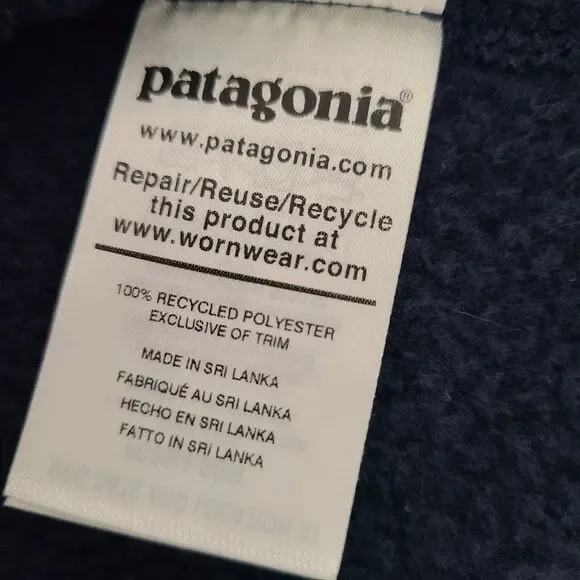 patagonia®
www.patagonia.com
Repair/Reuse/Recycle
this product at
www.wornwear.com
100% RECYCLED POLYESTER
EXCLUSIVE OF TRIM
MADE IN SRI LANKA
FABRIQUÉ AU SRI LANKA
HECHO EN SRI LANKA
FATTO IN SRI LANKA